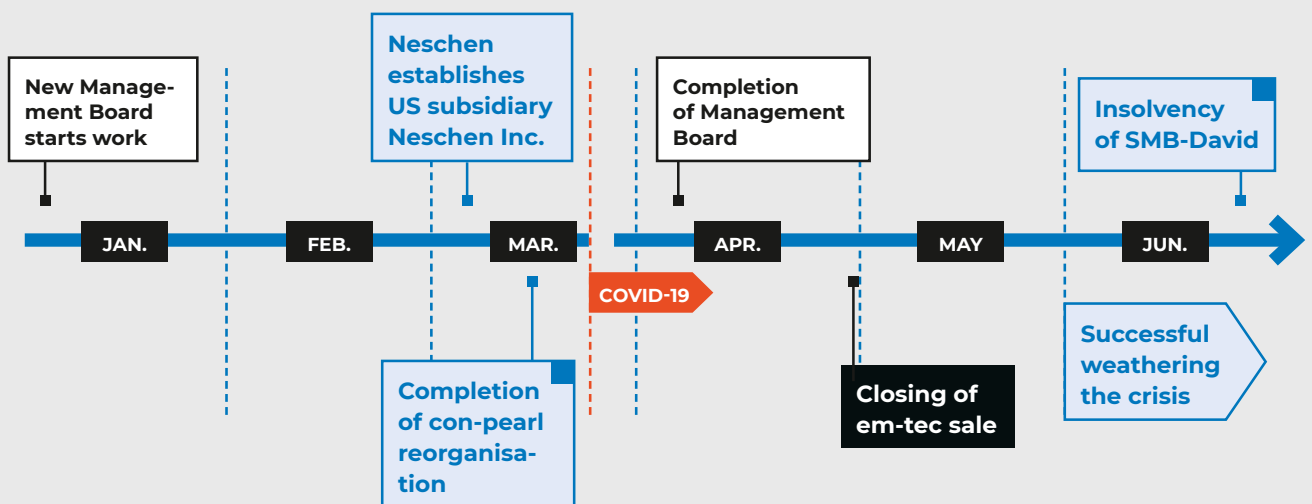 New Manage-
ment Board
starts work
Neschen
establishes
US subsidiary
Neschen Inc.
Completion
of Management
Board
Insolvency
of SMB-David
JAN.
FEB.
MAR.
APR.
MAY
JUN.
COVID-19
Completion
of con-pearl
reorganisa-
tion
Closing of
em-tec sale
Successful
weathering
the crisis